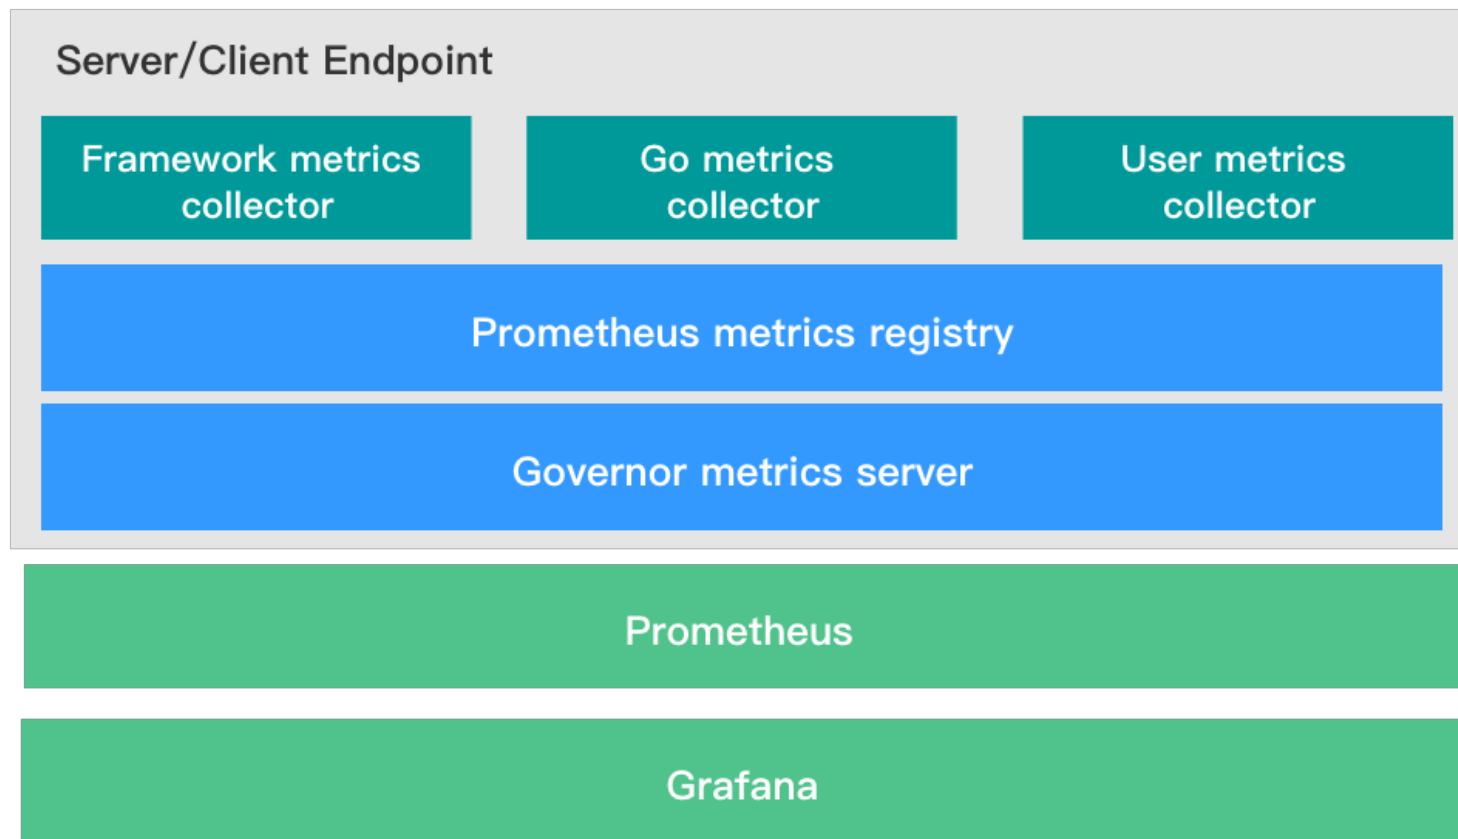 Server/Client Endpoint
Framework metrics
collector
Go metrics
collector
User metrics
collector
Prometheus metrics registry
Governor metrics server
Prometheus
Grafana